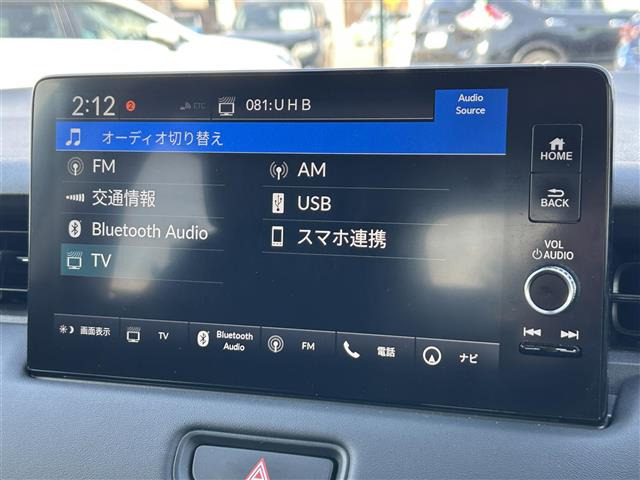 2:12 2 ETC 081:UHB Audio Source
オーディオ切り替え
FM
AM
交通情報
USB
Bluetooth Audio
スマホ連携
TV
画面表示
TV
Bluetooth Audio
FM
電話
ナビ
HOME
BACK
VOL
AUDIO